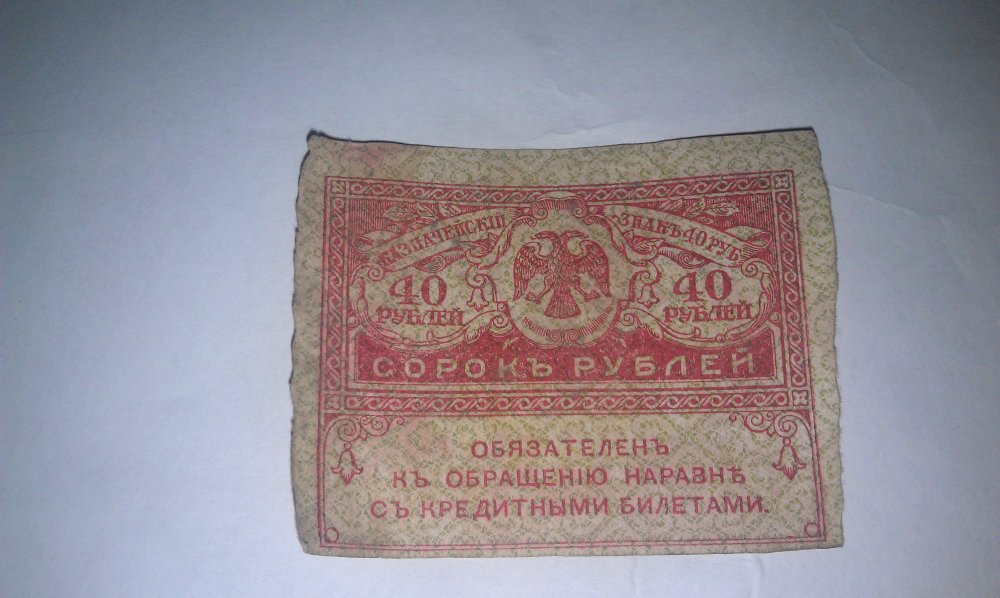 КАЗНАЧЕЙСКІЙ
ЗНАКЪ 40 РУБ
40
РУБЛЕЙ
40
РУБЛЕЙ
СОРОКЪ РУБЛЕЙ
ОБЯЗАТЕЛЕНЪ
КЪ ОБРАЩЕНІЮ НАРАВНѢ
СЪ КРЕДИТНЫМИ БИЛЕТАМИ.